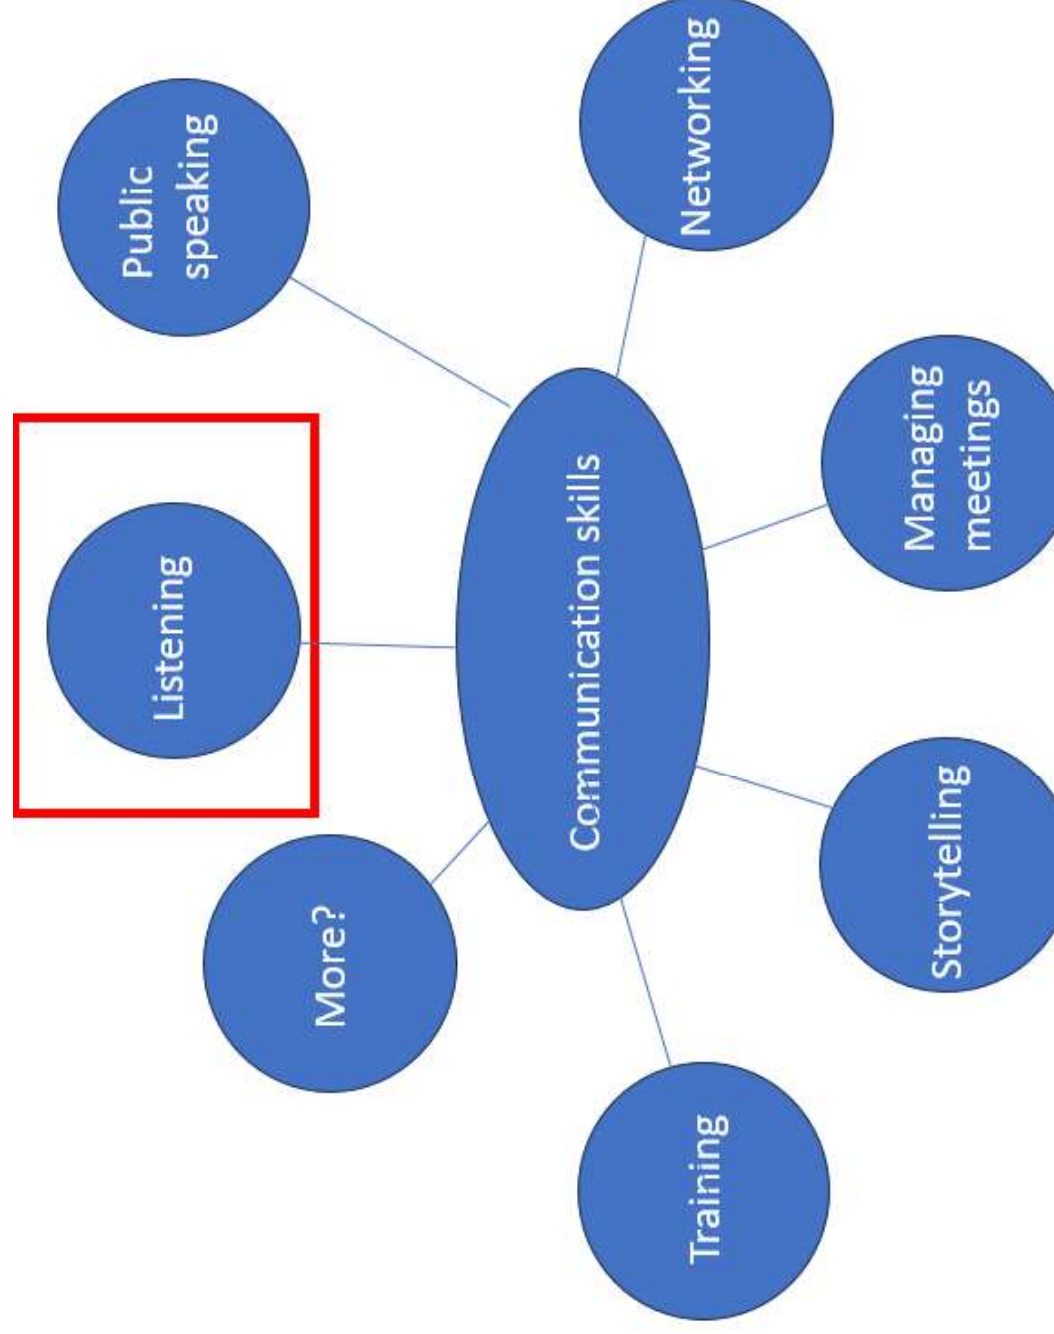 Listening
Public
speaking
Networking
Managing
meetings
Storytelling
Training
More?
Communication skills